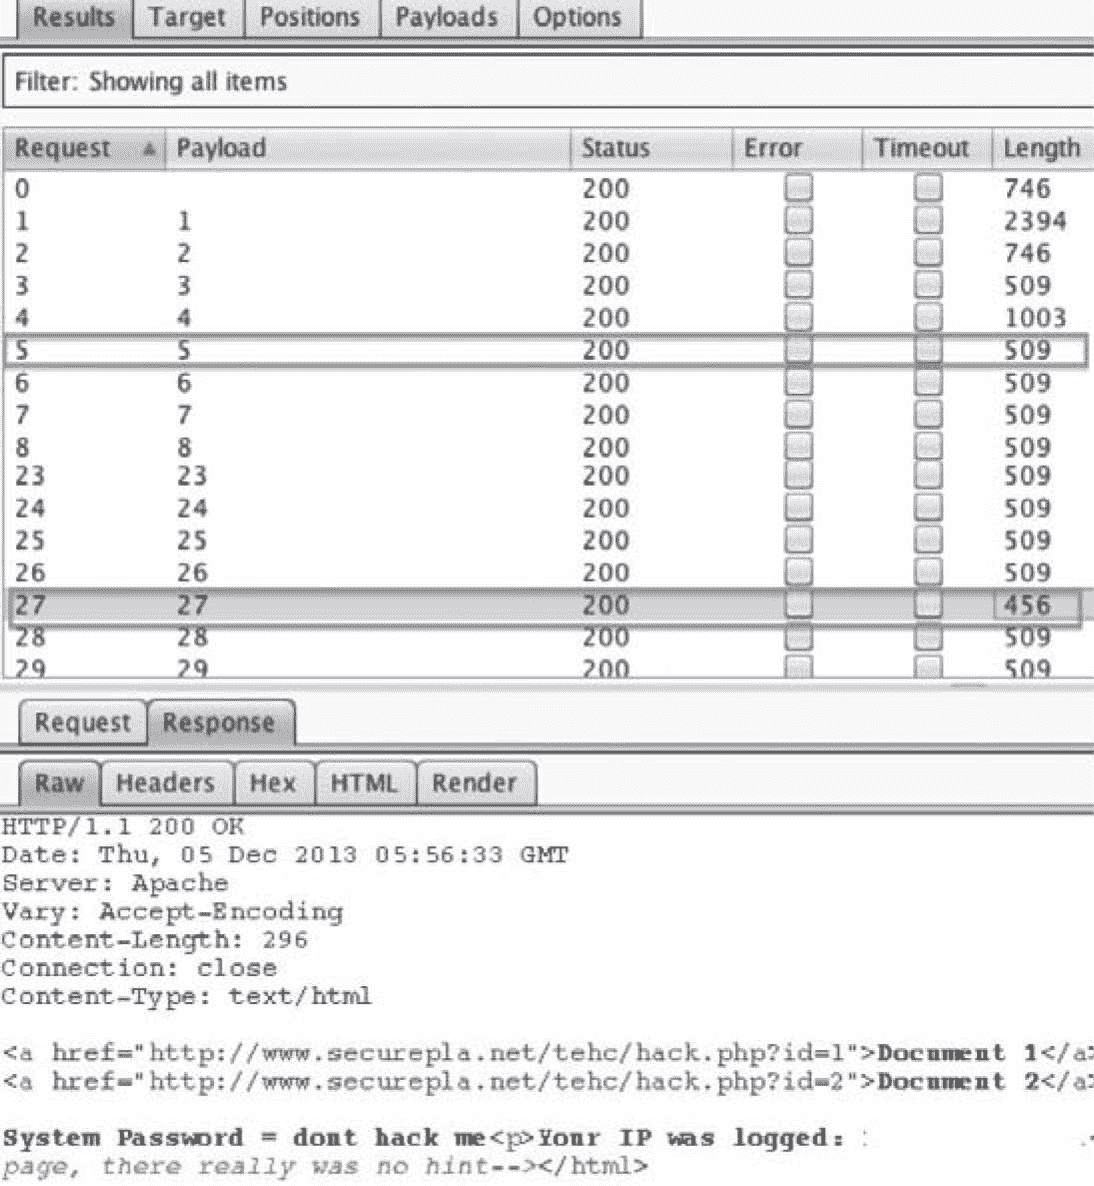 Results Target Positions Payloads Options
Filter: Showing all items
Request Payload Status Error Timeout Length
0 200 746
1 1 200 2394
2 2 200 746
3 3 200 509
4 4 200 1003
5 5 200 509
6 6 200 509
7 7 200 509
8 8 200 509
23 23 200 509
24 24 200 509
25 25 200 509
26 26 200 509
27 27 200 456
28 28 200 509
29 29 200 509
Request Response
Raw Headers Hex HTML Render
HTTP/1.1 200 OK
Date: Thu, 05 Dec 2013 05:56:33 GMT
Server: Apache
Vary: Accept-Encoding
Content-Length: 296
Connection: close
Content-Type: text/html
<a href="http://www.securepla.net/tehc/hack.php?id=1">Document 1</a>
<a href="http://www.securepla.net/tehc/hack.php?id=2">Document 2</a>
System Password = dont hack me<p>Your IP was logged:
page, there really was no hint--></html>